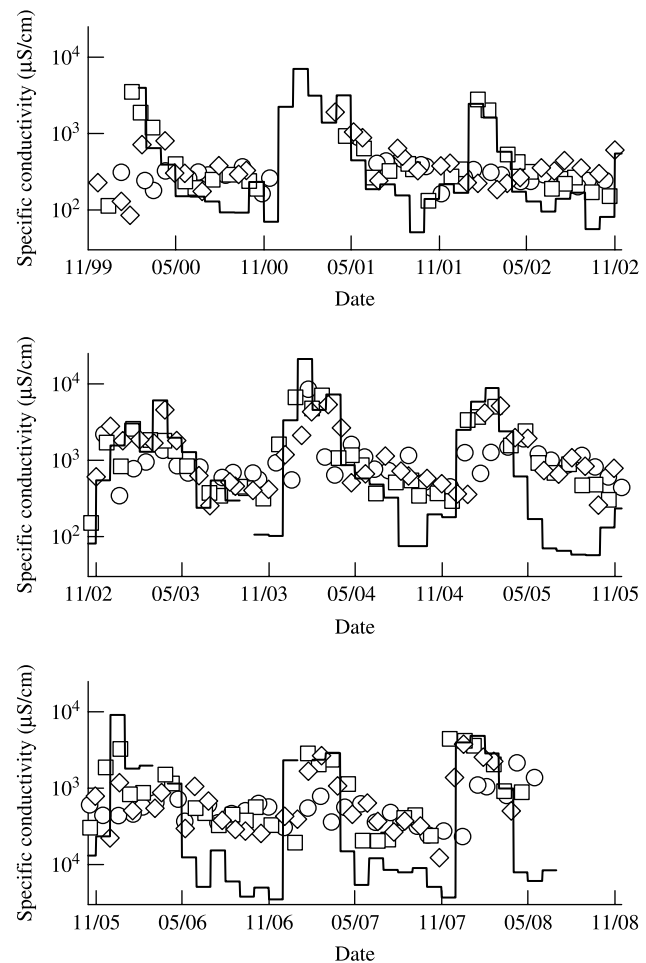 Specific conductivity (μS/cm)
10⁴
10³
10²
11/99 05/00 11/00 05/01 11/01 05/02 11/02
Date
Specific conductivity (μS/cm)
10⁴
10³
10²
11/02 05/03 11/03 05/04 11/04 05/05 11/05
Date
Specific conductivity (μS/cm)
10⁴
10³
10⁴
11/05 05/06 11/06 05/07 11/07 05/08 11/08
Date